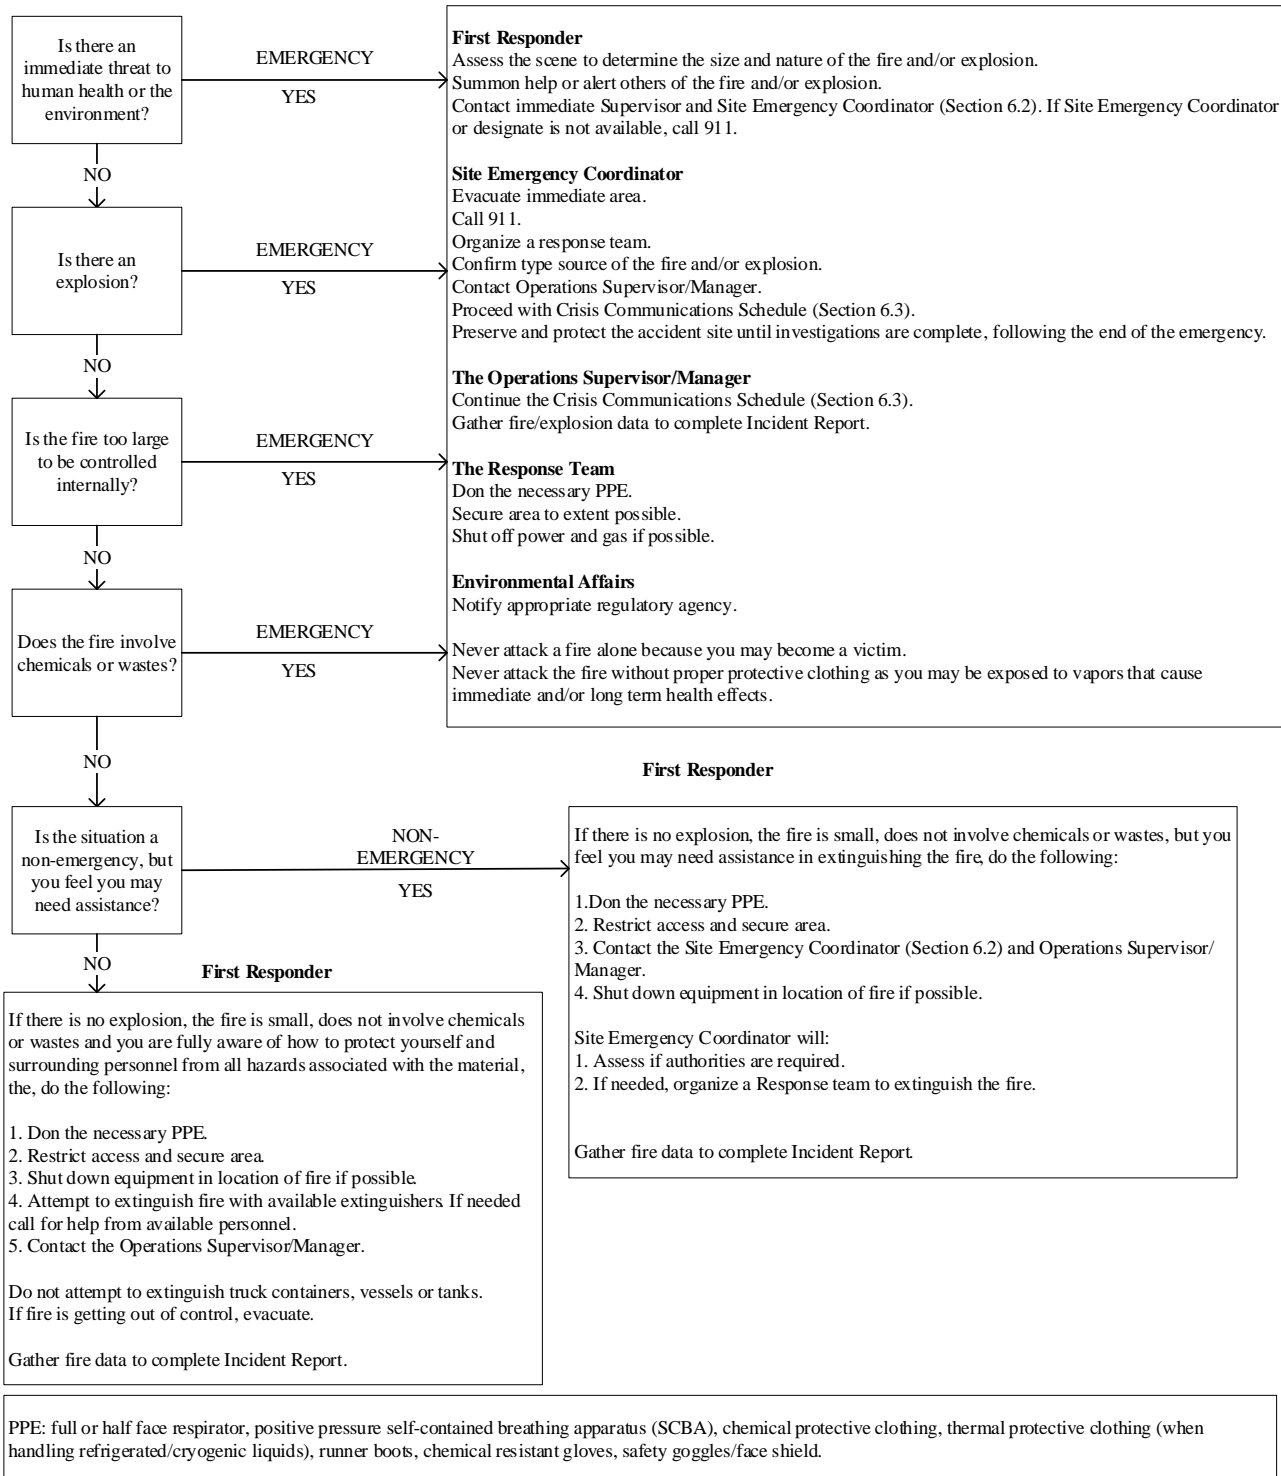 Is there an
immediate threat to
human health or the
environment?
EMERGENCY
YES
First Responder
Assess the scene to determine the size and nature of the fire and/or explosion.
Summon help or alert others of the fire and/or explosion.
Contact immediate Supervisor and Site Emergency Coordinator (Section 6.2). If Site Emergency Coordinator
or designate is not available, call 911.
Site Emergency Coordinator
Evacuate immediate area.
Call 911.
Organize a response team.
Confirm type source of the fire and/or explosion.
Contact Operations Supervisor/Manager.
Proceed with Crisis Communications Schedule (Section 6.3).
Preserve and protect the accident site until investigations are complete, following the end of the emergency.
The Operations Supervisor/Manager
Continue the Crisis Communications Schedule (Section 6.3).
Gather fire/explosion data to complete Incident Report.
The Response Team
Don the necessary PPE.
Secure area to extent possible.
Shut off power and gas if possible.
Environmental Affairs
Notify appropriate regulatory agency.
Never attack a fire alone because you may become a victim.
Never attack the fire without proper protective clothing as you may be exposed to vapors that cause
immediate and/or long term health effects.
NO
Is there an
explosion?
EMERGENCY
YES
NO
Is the fire too large
to be controlled
internally?
EMERGENCY
YES
NO
Does the fire involve
chemicals or wastes?
EMERGENCY
YES
NO
Is the situation a
non-emergency, but
you feel you may
need assistance?
NON-
EMERGENCY
YES
First Responder
If there is no explosion, the fire is small, does not involve chemicals or wastes, but you
feel you may need assistance in extinguishing the fire, do the following:
1.Don the necessary PPE.
2. Restrict access and secure area.
3. Contact the Site Emergency Coordinator (Section 6.2) and Operations Supervisor/
Manager.
4. Shut down equipment in location of fire if possible.
Site Emergency Coordinator will:
1. Assess if authorities are required.
2. If needed, organize a Response team to extinguish the fire.
Gather fire data to complete Incident Report.
NO
First Responder
If there is no explosion, the fire is small, does not involve chemicals
or wastes and you are fully aware of how to protect yourself and
surrounding personnel from all hazards associated with the material,
the, do the following:
1. Don the necessary PPE.
2. Restrict access and secure area.
3. Shut down equipment in location of fire if possible.
4. Attempt to extinguish fire with available extinguishers. If needed
call for help from available personnel.
5. Contact the Operations Supervisor/Manager.
Do not attempt to extinguish truck containers, vessels or tanks.
If fire is getting out of control, evacuate.
Gather fire data to complete Incident Report.
PPE: full or half face respirator, positive pressure self-contained breathing apparatus (SCBA), chemical protective clothing, thermal protective clothing (when
handling refrigerated/cryogenic liquids), runner boots, chemical resistant gloves, safety goggles/face shield.